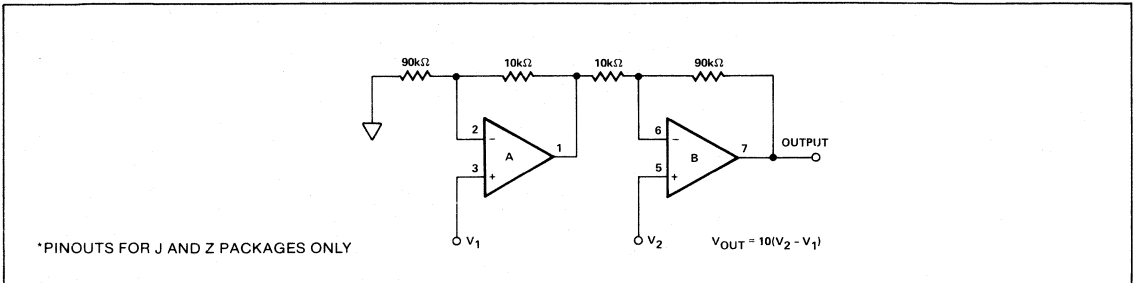 90kΩ 10kΩ 10kΩ 90kΩ
2 − A 1
3 +
6 − B 7 OUTPUT
5 +
V1 V2 VOUT = 10(V2 − V1)
*PINOUTS FOR J AND Z PACKAGES ONLY